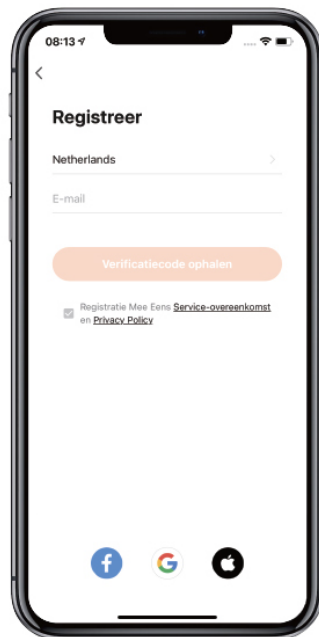 08:13
Registreer
Netherlands
E-mail
Verificatiecode ophalen
Registratie Mee Eens Service-overeenkomst
en Privacy Policy